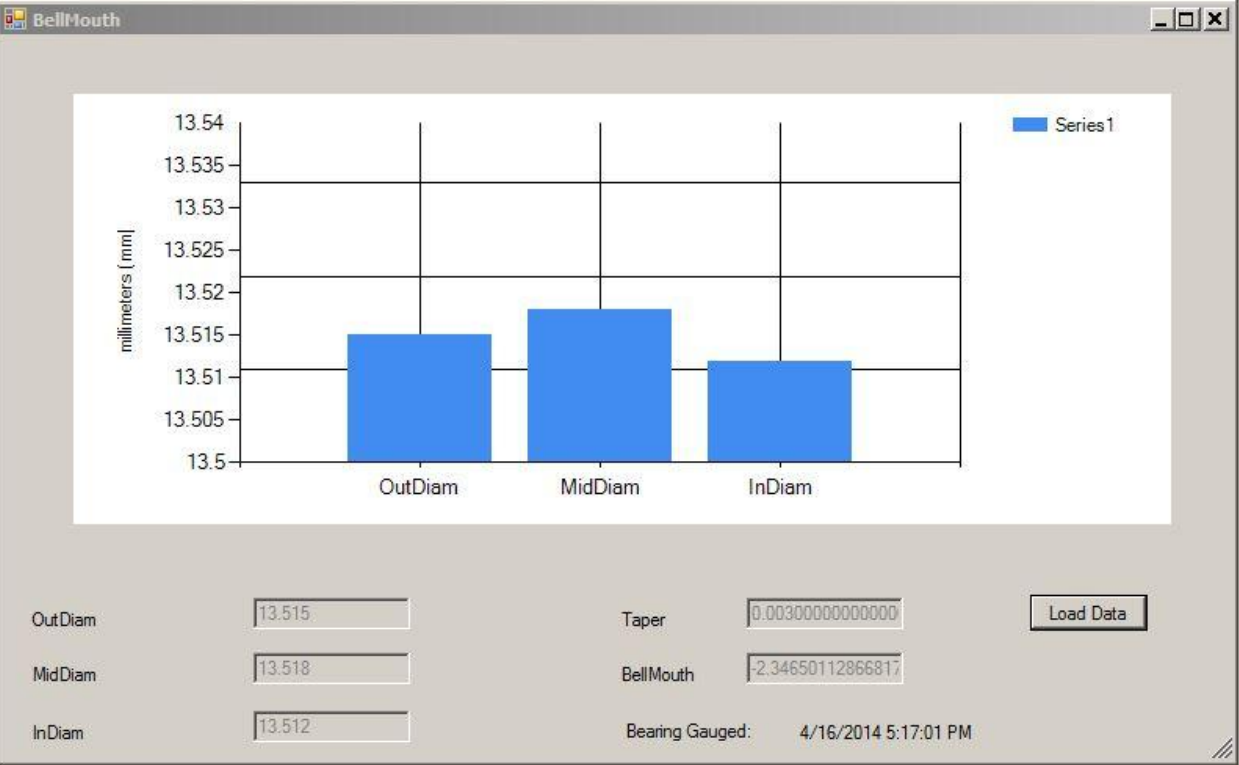 BellMouth
13.54
13.535
13.53
13.525
13.52
13.515
13.51
13.505
13.5
millimeters (mm)
OutDiam MidDiam InDiam
Series1
OutDiam 13.515
MidDiam 13.518
InDiam 13.512
Taper 0.00300000000000
BellMouth -2.34650112866817
Bearing Gauged: 4/16/2014 5:17:01 PM
Load Data